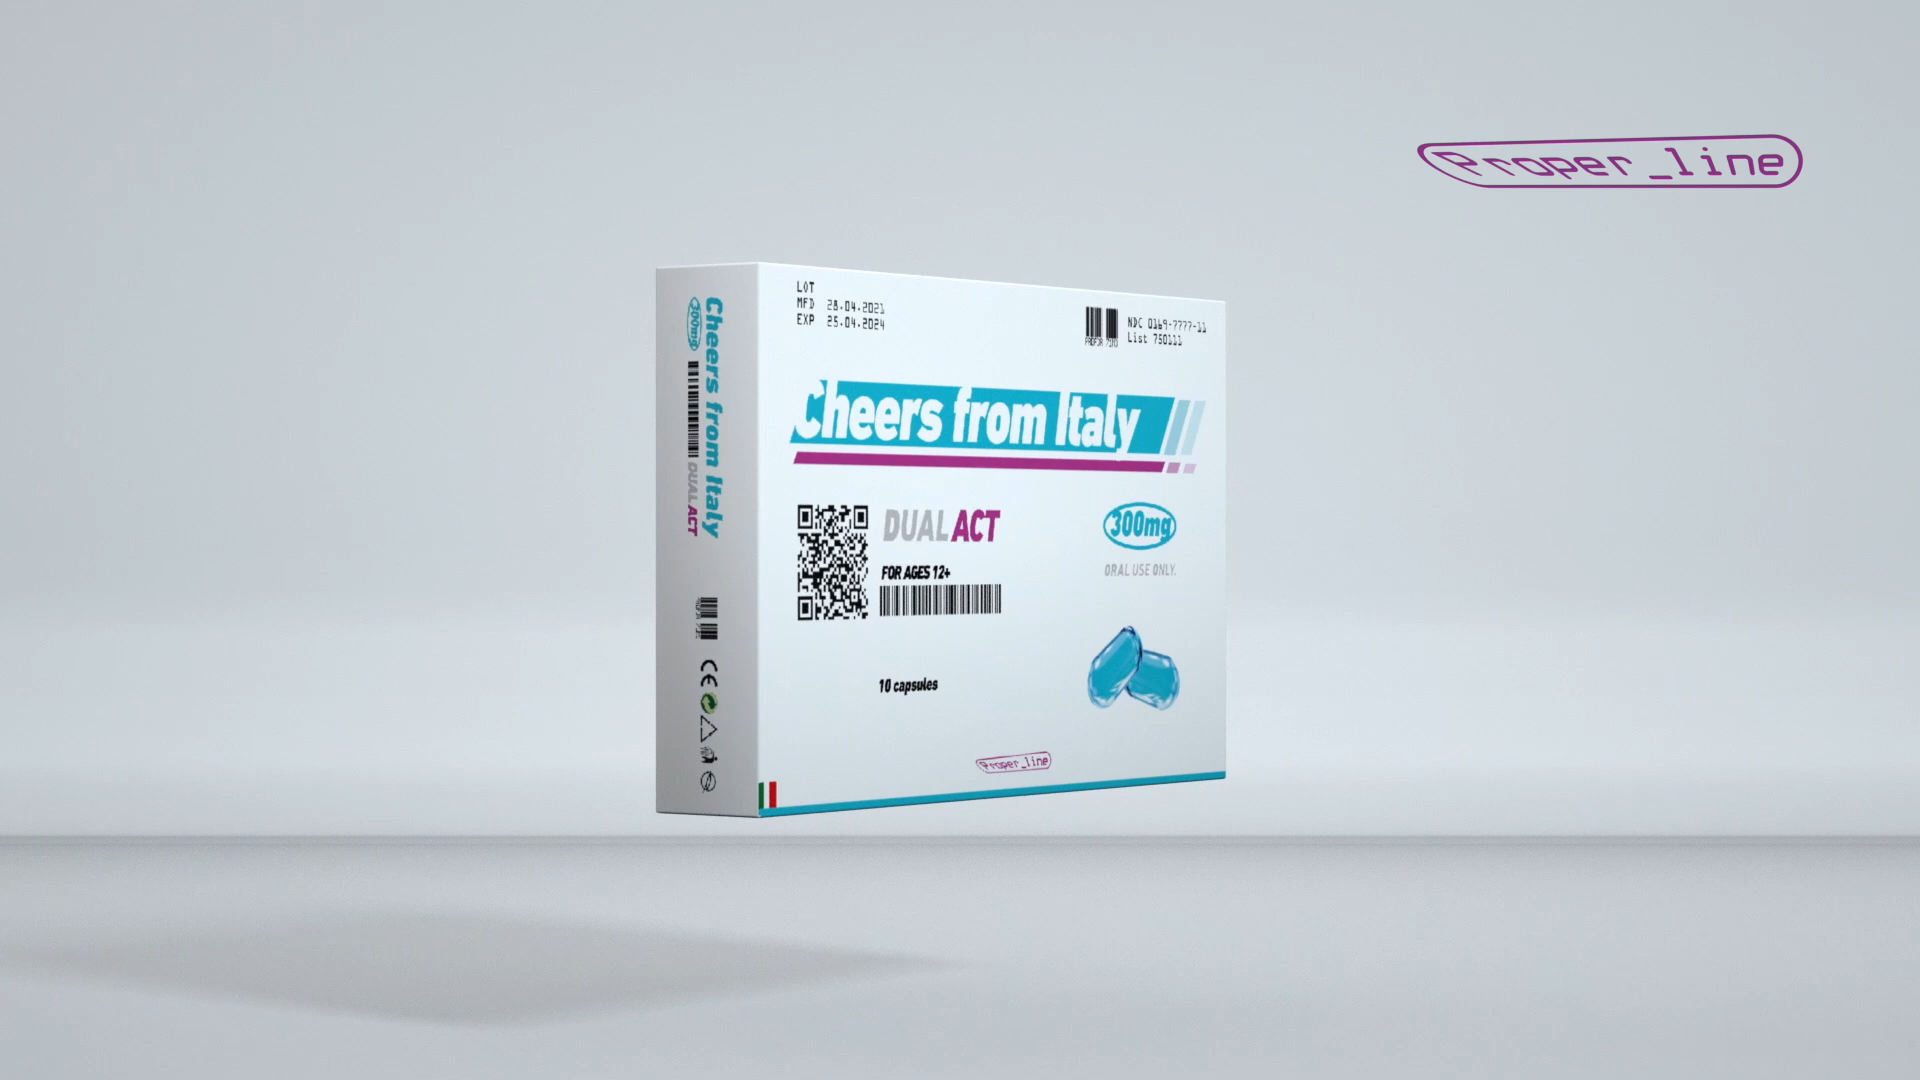 Proper_line
LOT
MFD 28.04.2021
EXP 25.04.2024
NDC 0169-7777-11
List 750111
Cheers from Italy
DUAL ACT
300mg
FOR AGES 12+
ORAL USE ONLY.
10 capsules
Proper_line
Cheers from Italy
300mg
DUAL ACT
CE